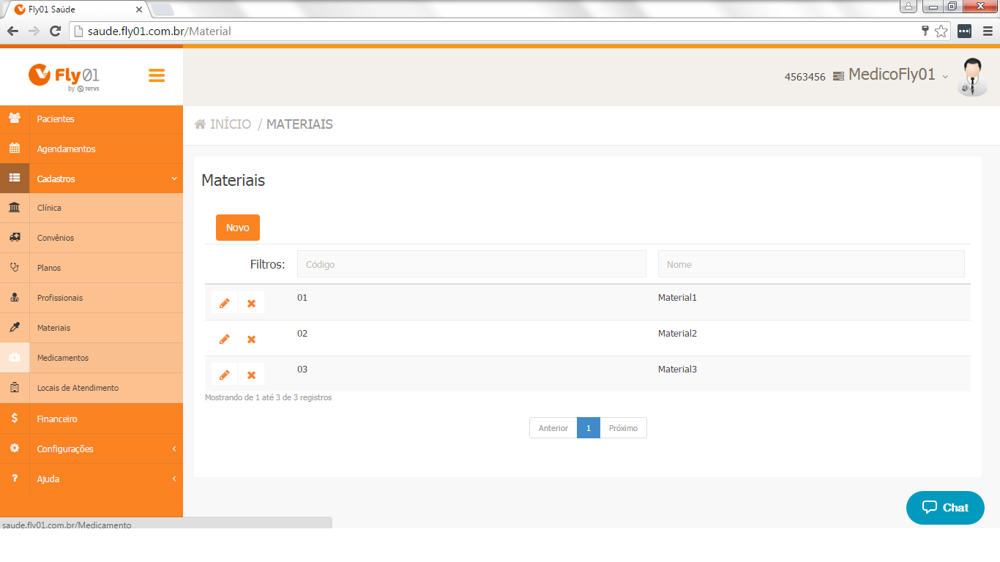 Fly01 Saúde
saude.fly01.com.br/Material
Fly01
by TOTVS
4563456 MedicoFly01
Pacientes
Agendamentos
Cadastros
Clínica
Convênios
Planos
Profissionais
Materiais
Medicamentos
Locais de Atendimento
Financeiro
Configurações
Ajuda
INÍCIO / MATERIAIS
Materiais
Novo
Filtros: Código Nome
01 Material1
02 Material2
03 Material3
Mostrando de 1 até 3 de 3 registros
Anterior 1 Próximo
Chat
saude.fly01.com.br/Medicamento